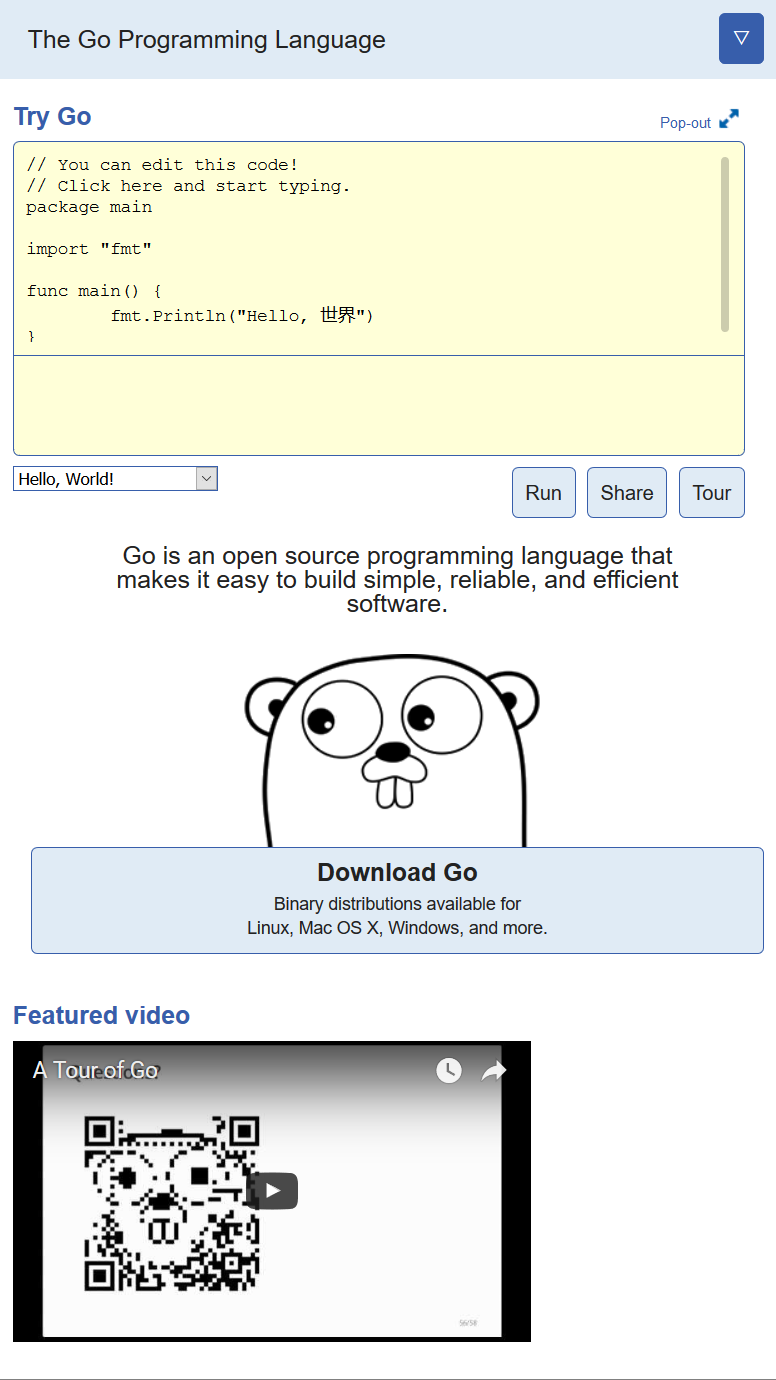 The Go Programming Language
▽
Try Go
Pop-out
// You can edit this code!
// Click here and start typing.
package main
import "fmt"
func main() {
fmt.Println("Hello, 世界")
}
Hello, World!
Run Share Tour
Go is an open source programming language that
makes it easy to build simple, reliable, and efficient
software.
Download Go
Binary distributions available for
Linux, Mac OS X, Windows, and more.
Featured video
A Tour of Go
56/58